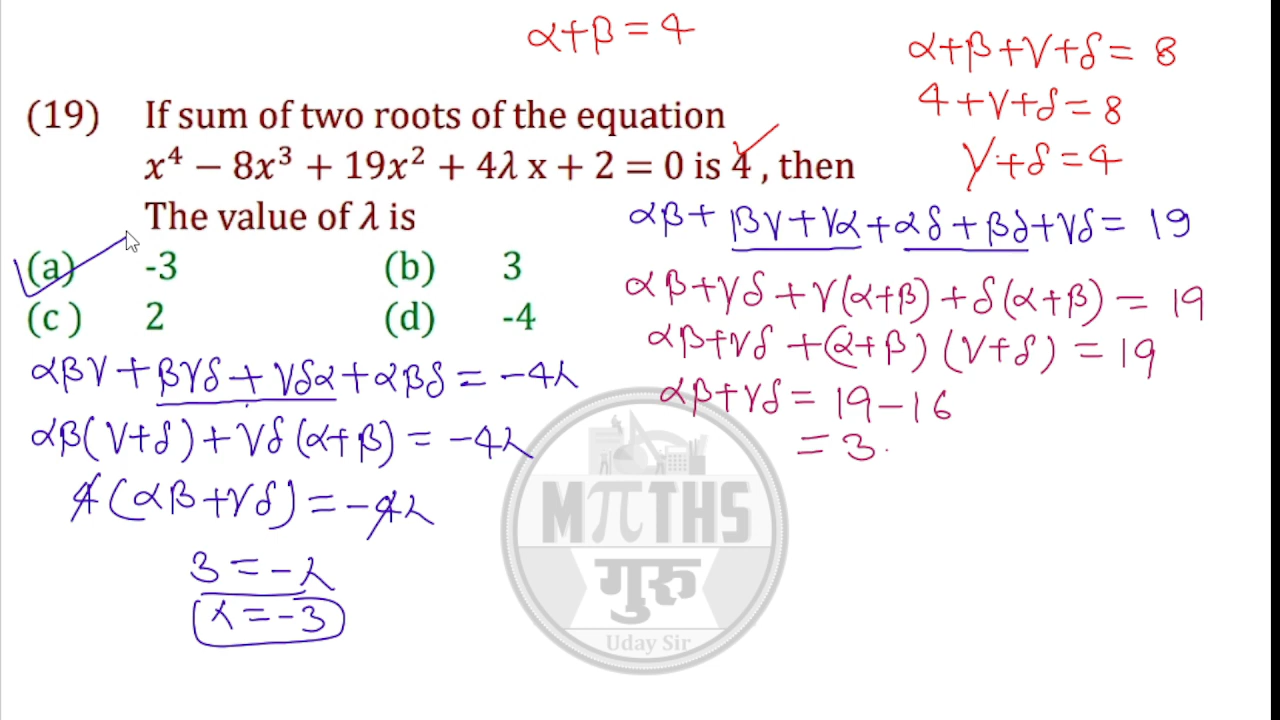 α+β = 4
α+β+γ+δ = 8
4+γ+δ = 8
γ+δ = 4
(19) If sum of two roots of the equation
x⁴ − 8x³ + 19x² + 4λ x + 2 = 0 is 4 , then
The value of λ is
(a) -3 (b) 3
(c ) 2 (d) -4
αβ+ βγ+γα+αδ+βδ+γδ = 19
αβ+γδ+γ(α+β)+δ(α+β) = 19
αβ+γδ +(α+β)(γ+δ) = 19
αβ+γδ = 19−16
= 3.
αβγ+βγδ+γδα+αβδ = −4λ
αβ(γ+δ)+γδ(α+β) = −4λ
4(αβ+γδ) = −4λ
3 = −λ
λ = −3
MπTHS
गुरु
Uday Sir